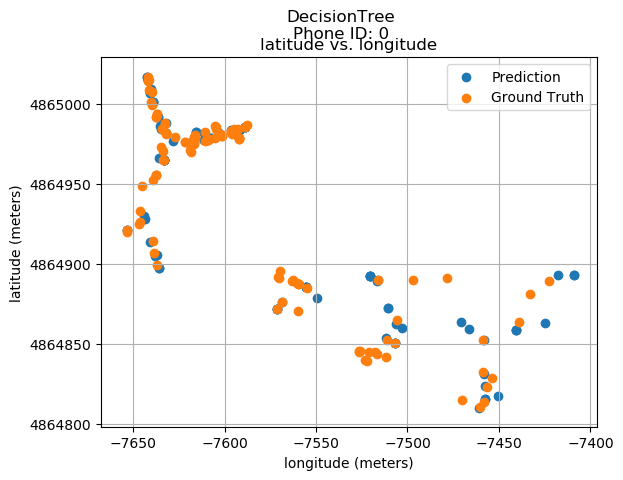 DecisionTree
Phone ID: 0
latitude vs. longitude
Prediction
Ground Truth
latitude (meters)
4865000
4864950
4864900
4864850
4864800
−7650
−7600
−7550
−7500
−7450
−7400
longitude (meters)